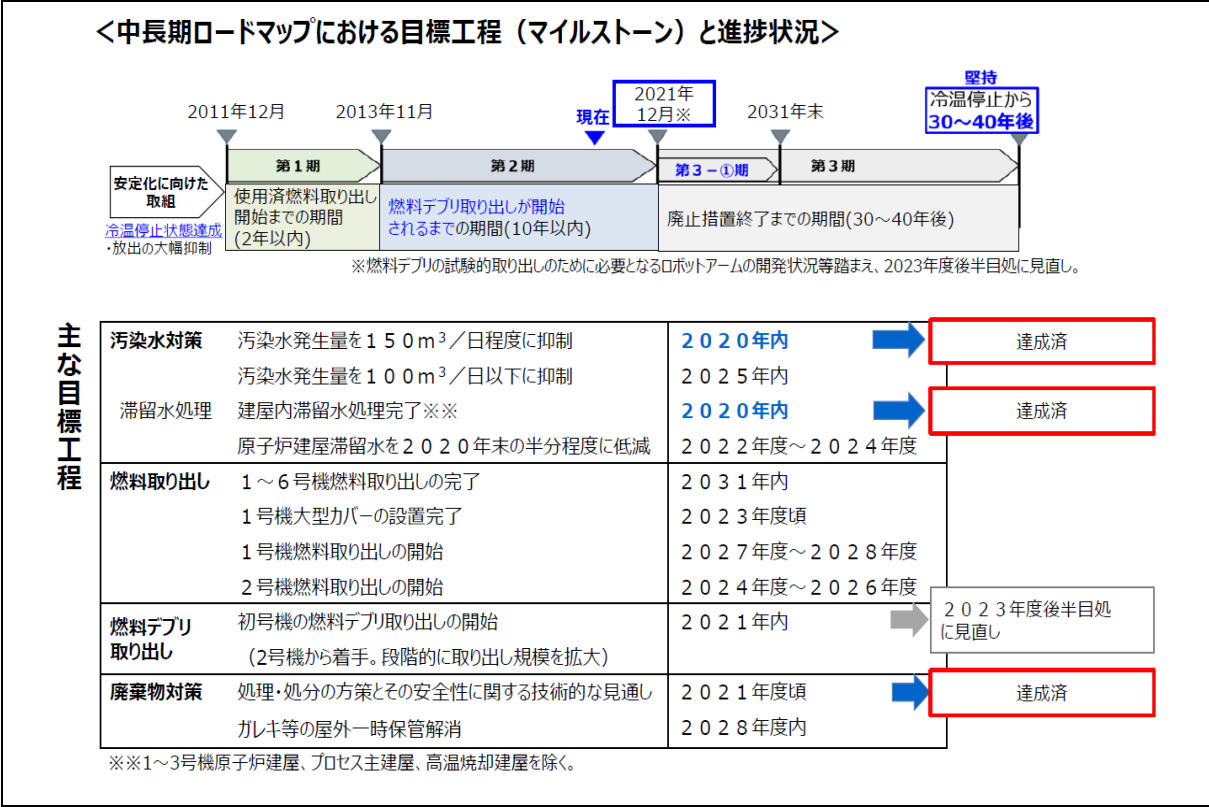 ＜中長期ロードマップにおける目標工程（マイルストーン）と進捗状況＞
堅持
2011年12月
2013年11月
現在
2021年
12月※
2031年末
冷温停止から
30～40年後
安定化に向けた
取組
第１期
第２期
第３－①期
第３期
使用済燃料取り出し
開始までの期間
(2年以内)
燃料デブリ取り出しが開始
されるまでの期間(10年以内)
廃止措置終了までの期間(30～40年後)
冷温停止状態達成
・放出の大幅抑制
※燃料デブリの試験的取り出しのために必要となるロボットアームの開発状況等踏まえ、2023年度後半目処に見直し。
主な目標工程
汚染水対策 汚染水発生量を１５０ｍ³／日程度に抑制 ２０２０年内 達成済
汚染水発生量を１００ｍ³／日以下に抑制 ２０２５年内
滞留水処理 建屋内滞留水処理完了※※ ２０２０年内 達成済
原子炉建屋滞留水を２０２０年末の半分程度に低減 ２０２２年度～２０２４年度
燃料取り出し １～６号機燃料取り出しの完了 ２０３１年内
１号機大型カバーの設置完了 ２０２３年度頃
１号機燃料取り出しの開始 ２０２７年度～２０２８年度
２号機燃料取り出しの開始 ２０２４年度～２０２６年度
燃料デブリ
取り出し
初号機の燃料デブリ取り出しの開始 ２０２１年内
（2号機から着手。段階的に取り出し規模を拡大）
２０２３年度後半目処
に見直し
廃棄物対策 処理・処分の方策とその安全性に関する技術的な見通し ２０２１年度頃 達成済
ガレキ等の屋外一時保管解消 ２０２８年度内
※※1～3号機原子炉建屋、プロセス主建屋、高温焼却建屋を除く。